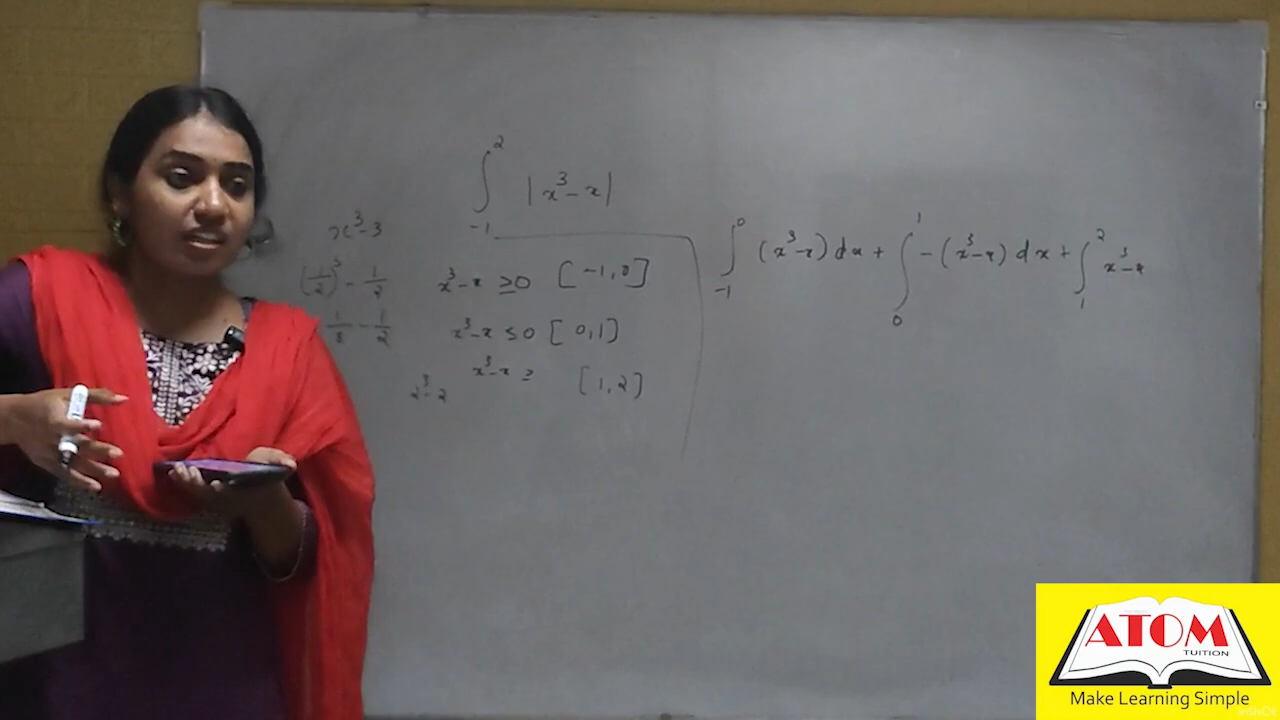 ∫_{-1}^{2} |x³-x|
x³-3
(1/2)³ - 1/2
1/8 - 1/2
x³-x ≥0 [-1,0]
x³-x ≤0 [0,1]
x³-x ≥ [1,2]
2³-2
∫_{-1}^{0} (x³-x) dx + ∫_{0}^{1} -(x³-x) dx + ∫_{1}^{2} x³-x
ATOM
TUITION
Make Learning Simple